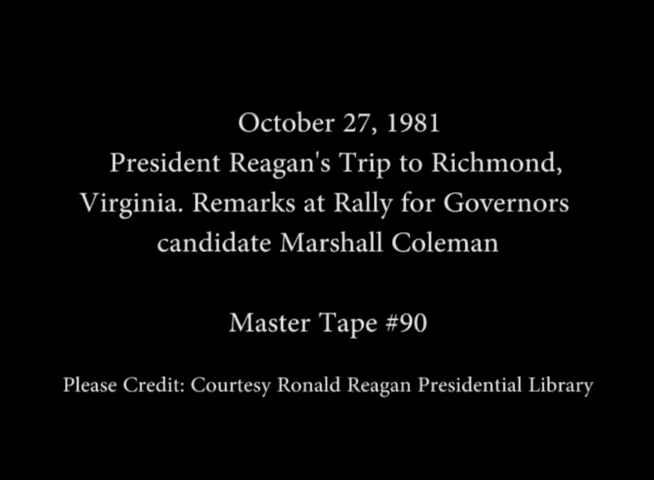 October 27, 1981
President Reagan's Trip to Richmond,
Virginia. Remarks at Rally for Governors
candidate Marshall Coleman
Master Tape #90
Please Credit: Courtesy Ronald Reagan Presidential Library